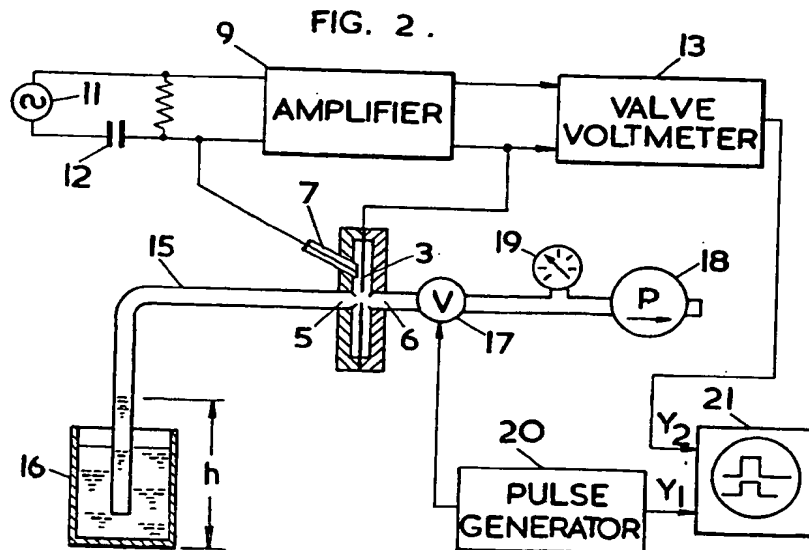 FIG. 2.
9
13
11
AMPLIFIER
VALVE
VOLTMETER
12
7
3
19
18
15
V
P
5
6
17
16
h
20
Y2
21
PULSE
GENERATOR
Y1